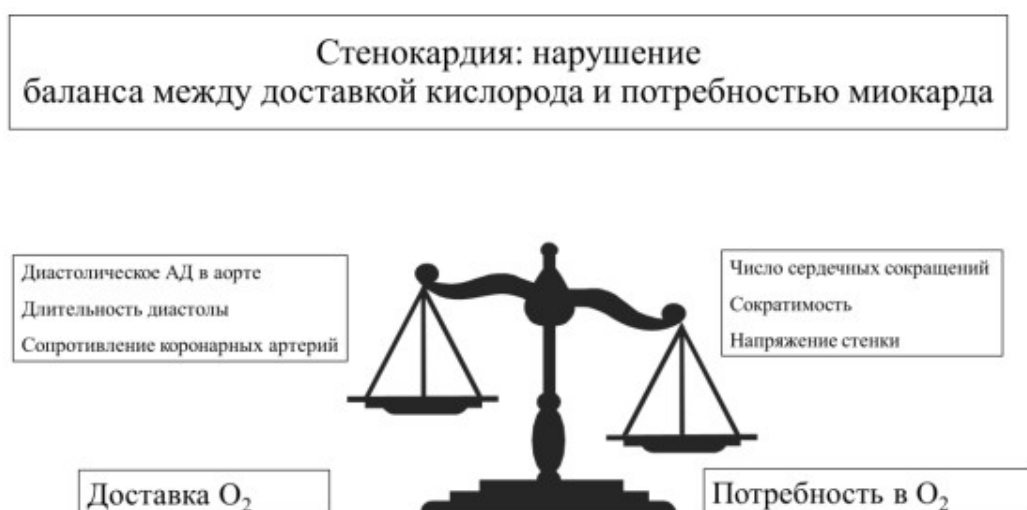 Стенокардия: нарушение
баланса между доставкой кислорода и потребностью миокарда
Диастолическое АД в аорте
Длительность диастолы
Сопротивление коронарных артерий
Число сердечных сокращений
Сократимость
Напряжение стенки
Доставка O₂
Потребность в O₂